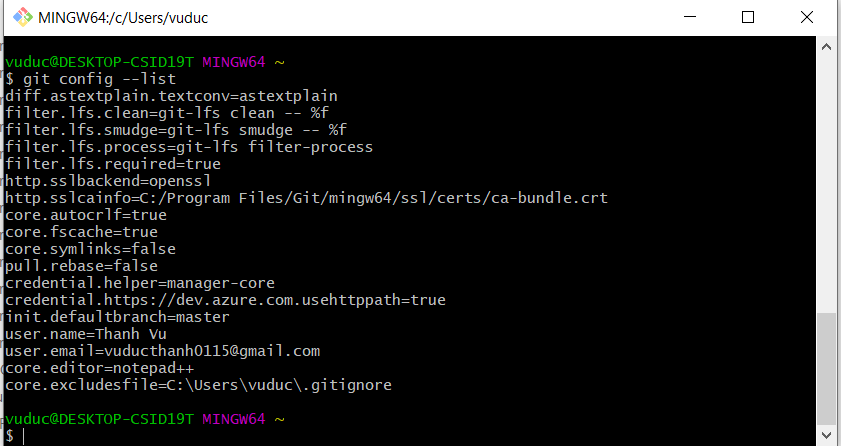 MINGW64:/c/Users/vuduc
vuduc@DESKTOP-CSID19T MINGW64 ~
$ git config --list
diff.astextplain.textconv=astextplain
filter.lfs.clean=git-lfs clean -- %f
filter.lfs.smudge=git-lfs smudge -- %f
filter.lfs.process=git-lfs filter-process
filter.lfs.required=true
http.sslbackend=openssl
http.sslcainfo=C:/Program Files/Git/mingw64/ssl/certs/ca-bundle.crt
core.autocrlf=true
core.fscache=true
core.symlinks=false
pull.rebase=false
credential.helper=manager-core
credential.https://dev.azure.com.usehttppath=true
init.defaultbranch=master
user.name=Thanh Vu
user.email=vuducthanh0115@gmail.com
core.editor=notepad++
core.excludesfile=C:\Users\vuduc\.gitignore
vuduc@DESKTOP-CSID19T MINGW64 ~
$